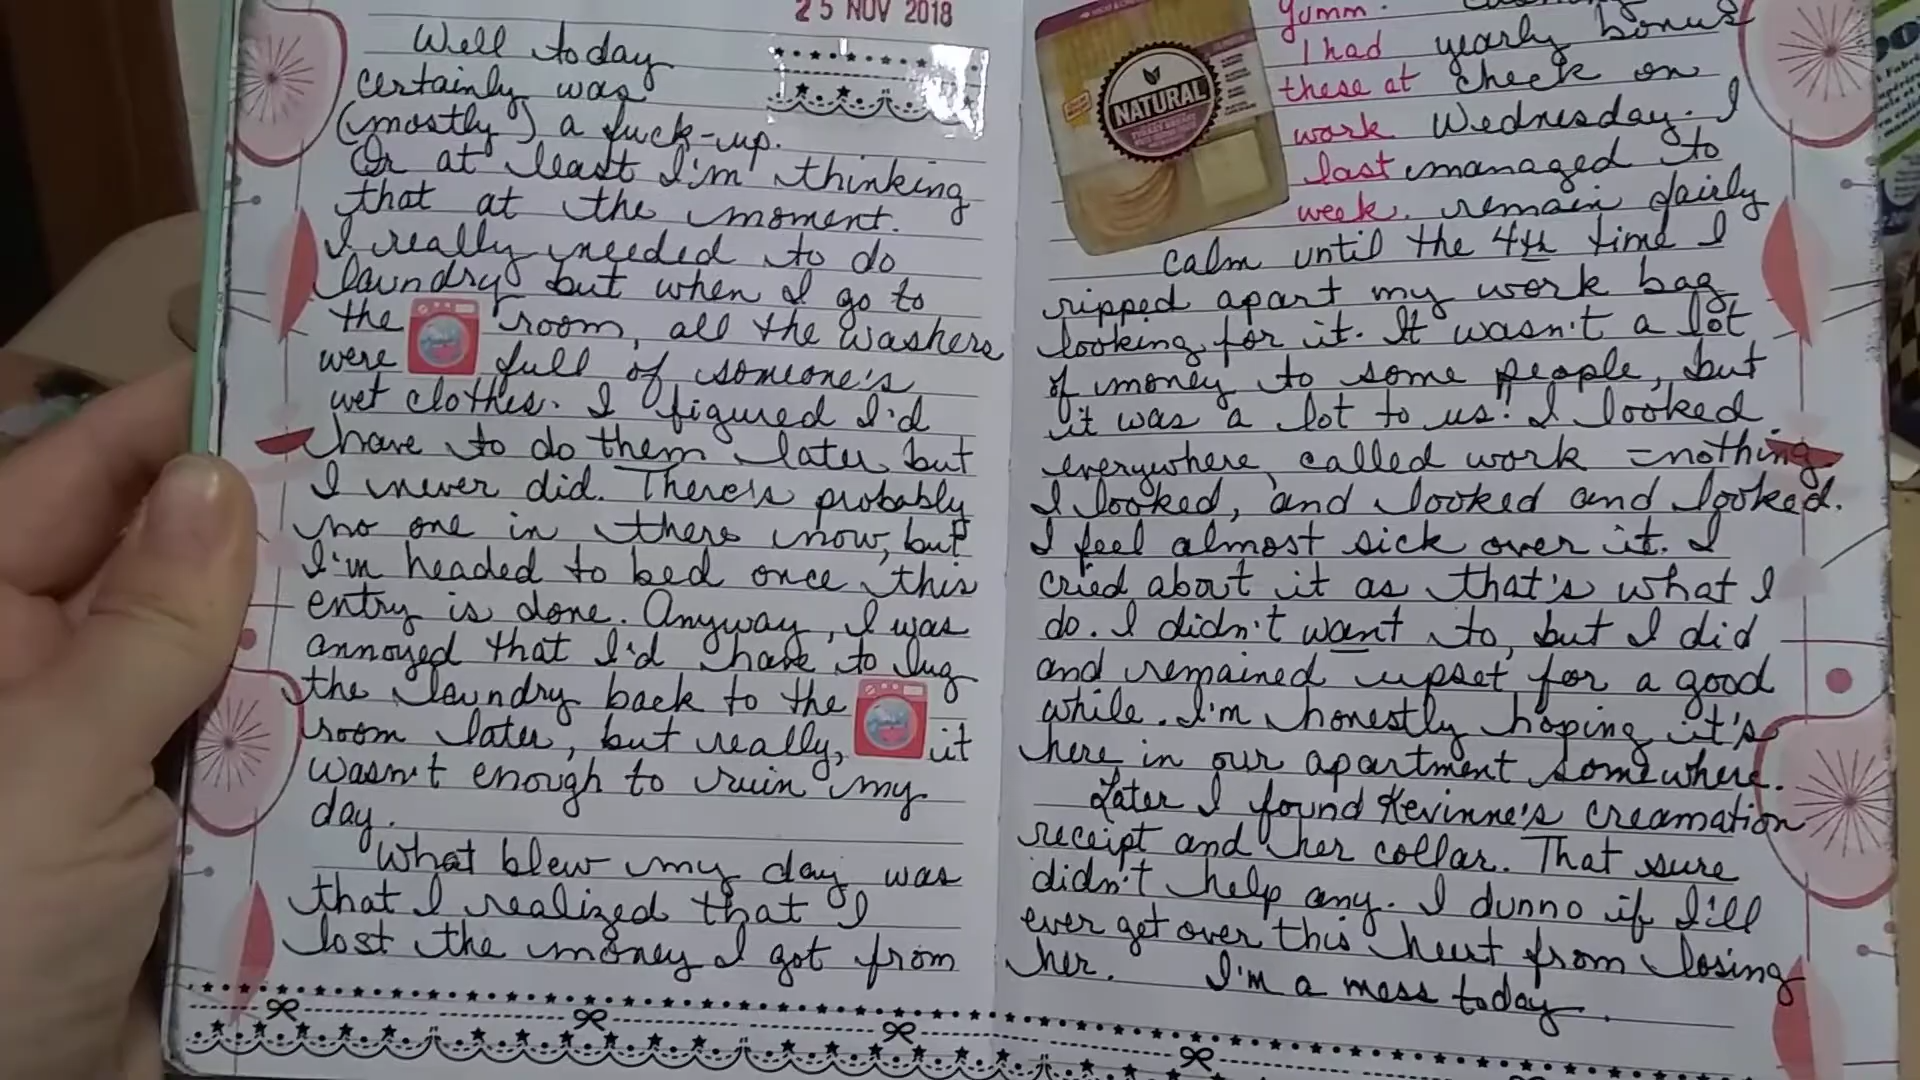 25 NOV 2018
Well today
certainly was
(mostly) a fuck-up.
Or at least I'm thinking
that at the moment.
I really needed to do
laundry but when I go to
the room, all the washers
were full of someone's
wet clothes. I figured I'd
have to do them later but
I never did. There's probably
no one in there now, but
I'm headed to bed once this
entry is done. Anyway, I was
annoyed that I'd have to lug
the laundry back to the
room later, but really, it
wasn't enough to ruin my
day.
What blew my day was
that I realized that I
lost the money I got from
NATURAL
yumm.
I had
these at
work
last
week.
yearly bonus
check on
Wednesday. I
managed to
remain fairly
calm until the 4th time I
ripped apart my work bag
looking for it. It wasn't a lot
of money to some people, but
it was a lot to us! I looked
everywhere, called work = nothing
I looked, and looked and looked.
I feel almost sick over it. I
cried about it as that's what I
do. I didn't want to, but I did
and remained upset for a good
while. I'm honestly hoping it's
here in our apartment somewhere.
Later I found Kevinne's creamation
receipt and her collar. That sure
didn't help any. I dunno if I'll
ever get over this hurt from losing
her. I'm a mess today.